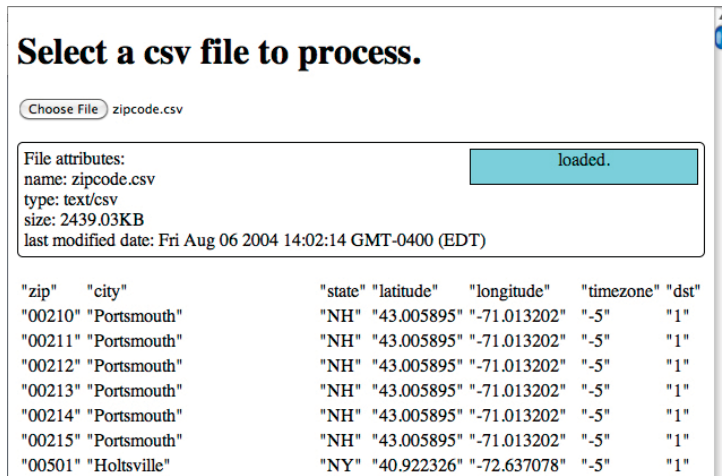 Select a csv file to process.
Choose File zipcode.csv
File attributes:
loaded.
name: zipcode.csv
type: text/csv
size: 2439.03KB
last modified date: Fri Aug 06 2004 14:02:14 GMT-0400 (EDT)
"zip" "city" "state" "latitude" "longitude" "timezone" "dst"
"00210" "Portsmouth" "NH" "43.005895" "-71.013202" "-5" "1"
"00211" "Portsmouth" "NH" "43.005895" "-71.013202" "-5" "1"
"00212" "Portsmouth" "NH" "43.005895" "-71.013202" "-5" "1"
"00213" "Portsmouth" "NH" "43.005895" "-71.013202" "-5" "1"
"00214" "Portsmouth" "NH" "43.005895" "-71.013202" "-5" "1"
"00215" "Portsmouth" "NH" "43.005895" "-71.013202" "-5" "1"
"00501" "Holtsville" "NY" "40.922326" "-72.637078" "-5" "1"